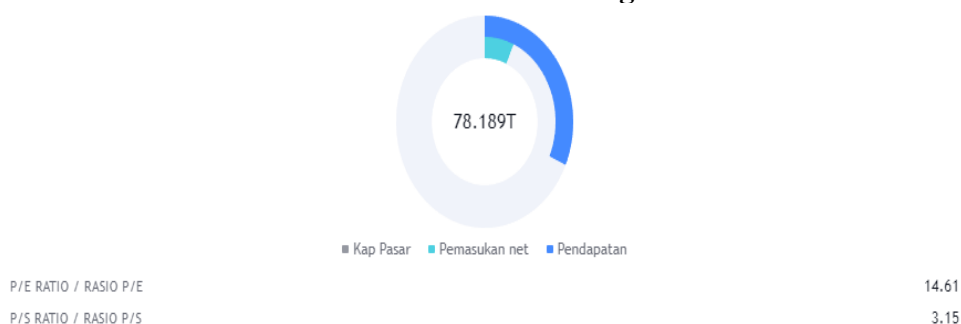 78.189T
Kap Pasar Pemasukan net Pendapatan
P/E RATIO / RASIO P/E 14.61
P/S RATIO / RASIO P/S 3.15